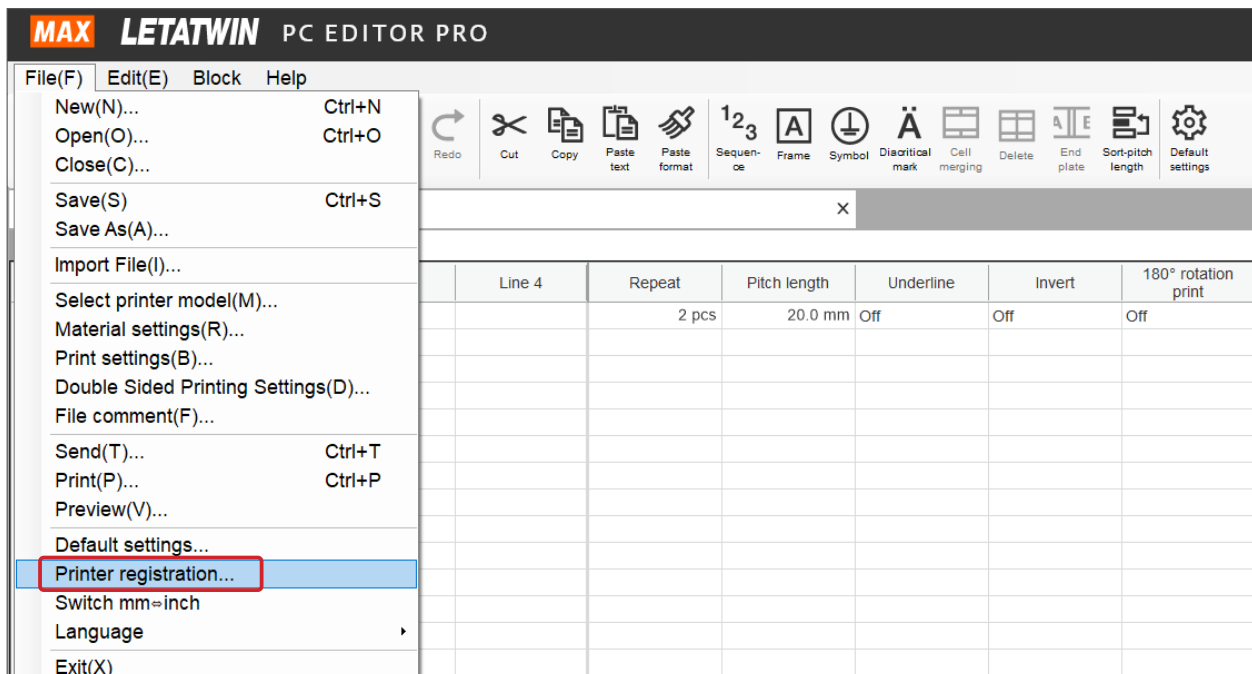 MAX LETATWIN PC EDITOR PRO
File(F) Edit(E) Block Help
New(N)... Ctrl+N
Open(O)... Ctrl+O
Close(C)...
Save(S) Ctrl+S
Save As(A)...
Import File(I)...
Select printer model(M)...
Material settings(R)...
Print settings(B)...
Double Sided Printing Settings(D)...
File comment(F)...
Send(T)... Ctrl+T
Print(P)... Ctrl+P
Preview(V)...
Default settings...
Printer registration...
Switch mm⇔inch
Language
Exit(X)
Redo
Cut
Copy
Paste
text
Paste
format
123
Sequen-
ce
A
Frame
Symbol
Ä
Diacritical
mark
Cell
merging
Delete
A E
End
plate
Sort-pitch
length
Default
settings
Line 4 Repeat Pitch length Underline Invert 180° rotation
print
2 pcs 20.0 mm Off Off Off